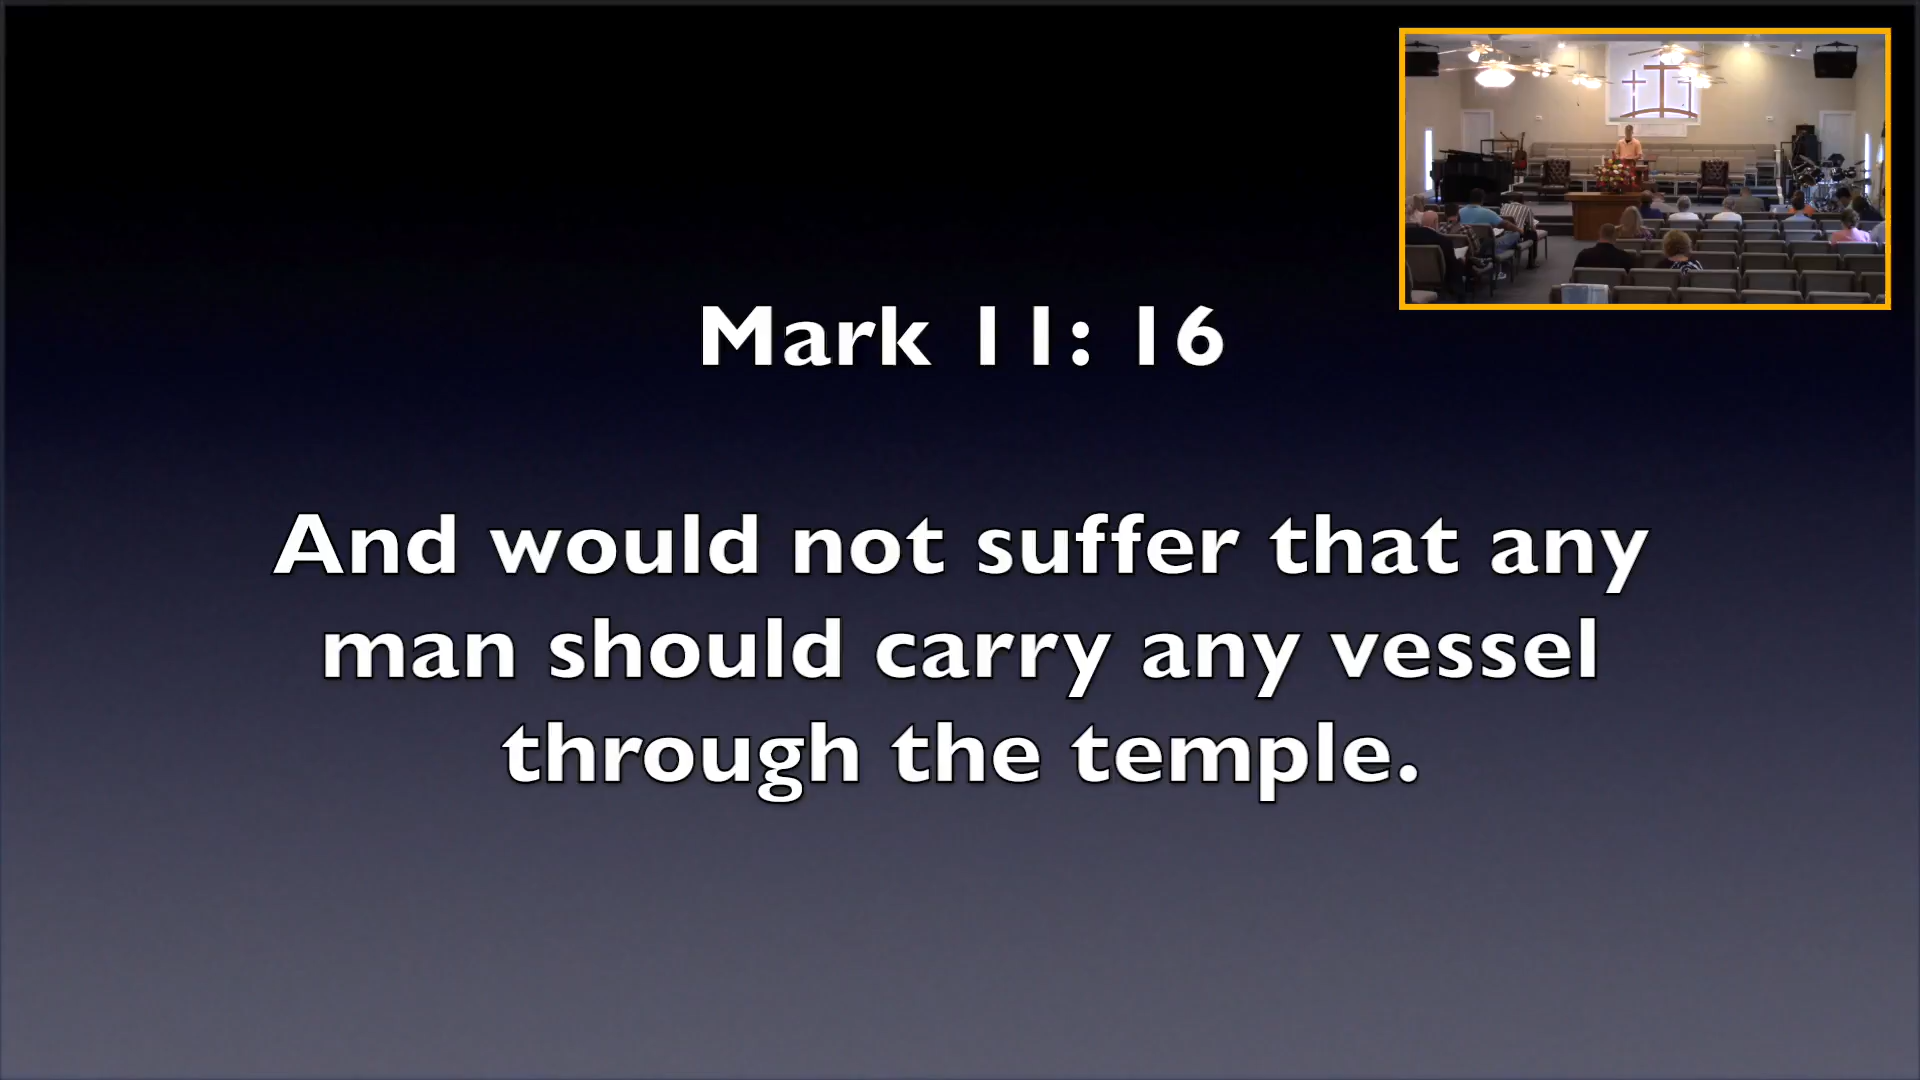 Mark 11: 16
And would not suffer that any
man should carry any vessel
through the temple.